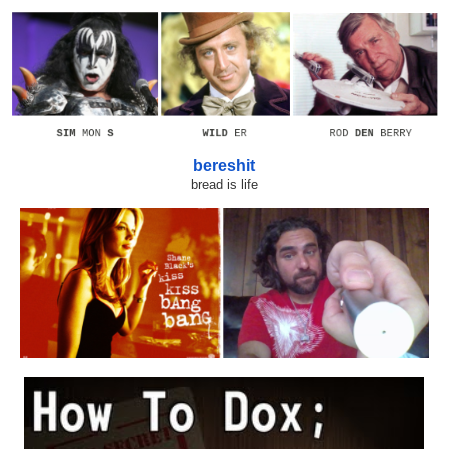 SIM MON S
WILD ER
ROD DEN BERRY
bereshit
bread is life
Shane
Black's
kiss
kiss
bang
bang
How To Dox;